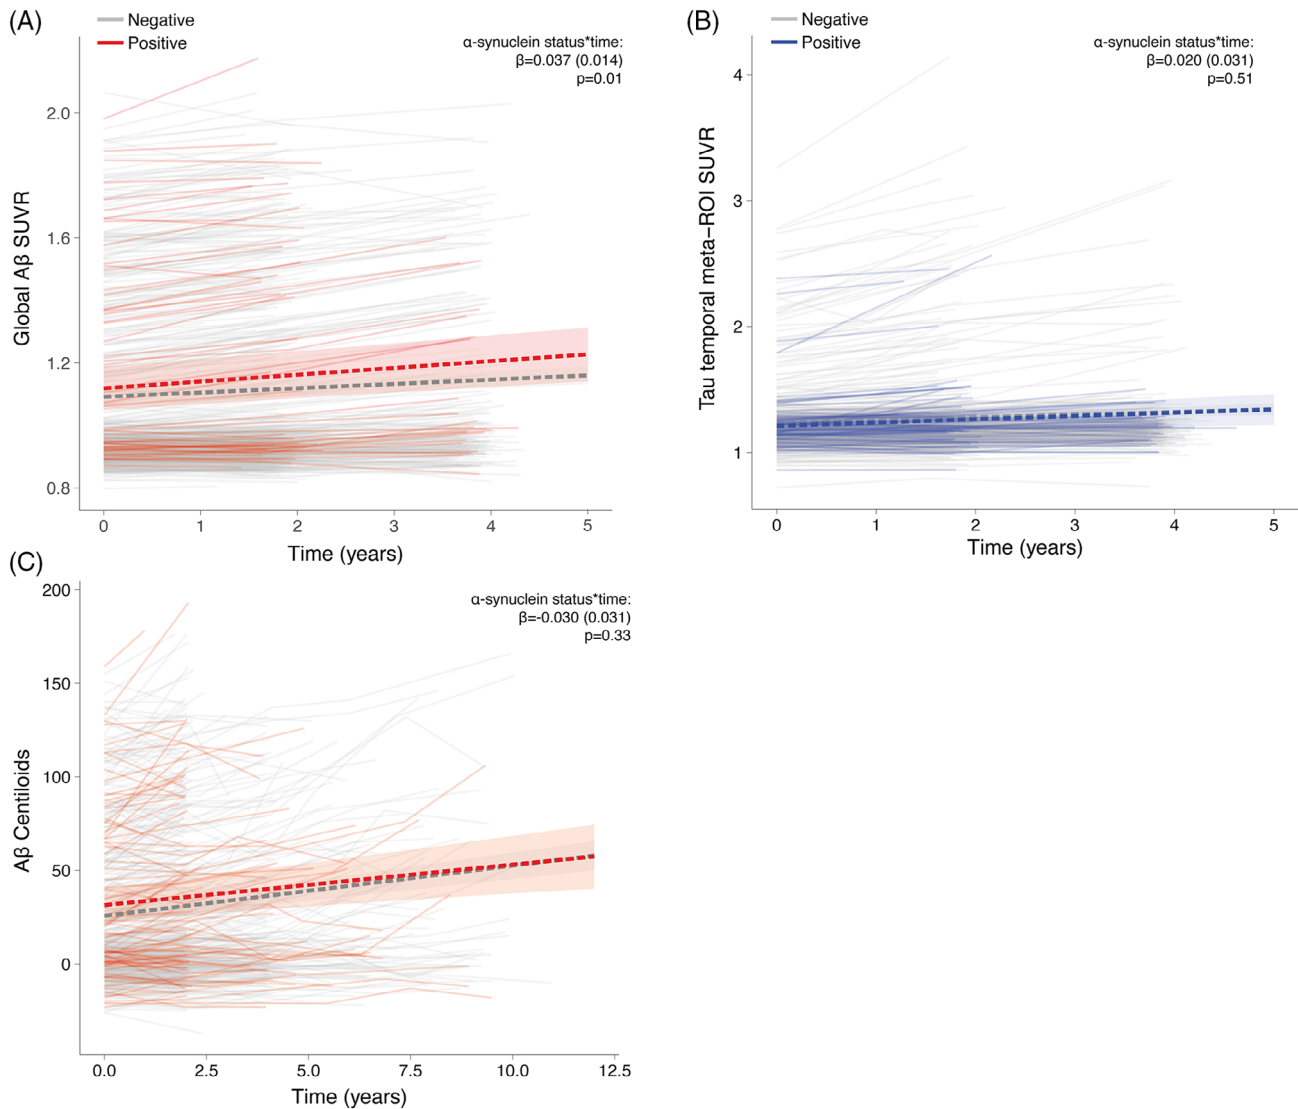 (A)
Negative
Positive
α-synuclein status*time:
β=0.037 (0.014)
p=0.01
Global Aβ SUVR
2.0
1.6
1.2
0.8
0 1 2 3 4 5
Time (years)
(B)
Negative
Positive
α-synuclein status*time:
β=0.020 (0.031)
p=0.51
Tau temporal meta−ROI SUVR
4
3
2
1
0 1 2 3 4 5
Time (years)
(C)
α-synuclein status*time:
β=-0.030 (0.031)
p=0.33
Aβ Centiloids
200
150
100
50
0
0.0 2.5 5.0 7.5 10.0 12.5
Time (years)